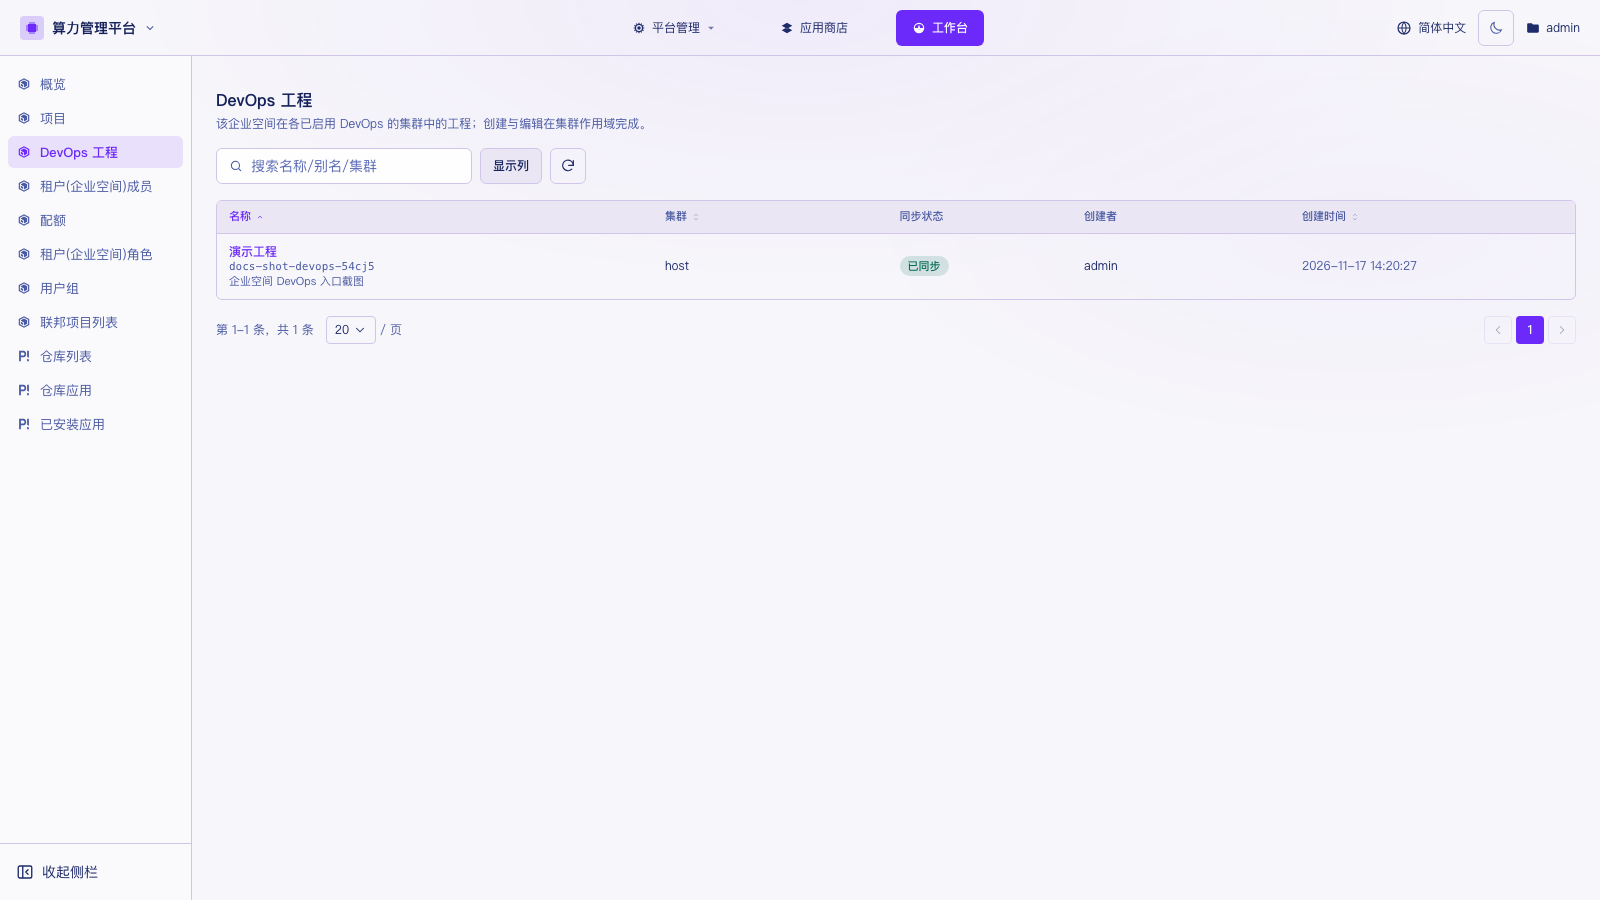 算力管理平台
平台管理
应用商店
工作台
简体中文
admin
概览
项目
DevOps 工程
租户(企业空间)成员
配额
租户(企业空间)角色
用户组
联邦项目列表
P! 仓库列表
P! 仓库应用
P! 已安装应用
收起侧栏
DevOps 工程
该企业空间在各已启用 DevOps 的集群中的工程；创建与编辑在集群作用域完成。
搜索名称/别名/集群
显示列
名称 集群 同步状态 创建者 创建时间
演示工程
docs-shot-devops-54cj5
企业空间 DevOps 入口截图
host
已同步
admin
2026-11-17 14:20:27
第 1-1 条，共 1 条 20 / 页
1